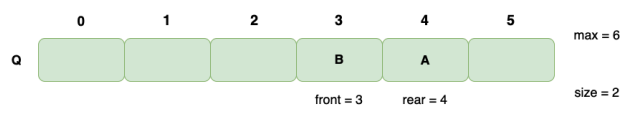 0 1 2 3 4 5
max = 6
Q B A
size = 2
front = 3 rear = 4